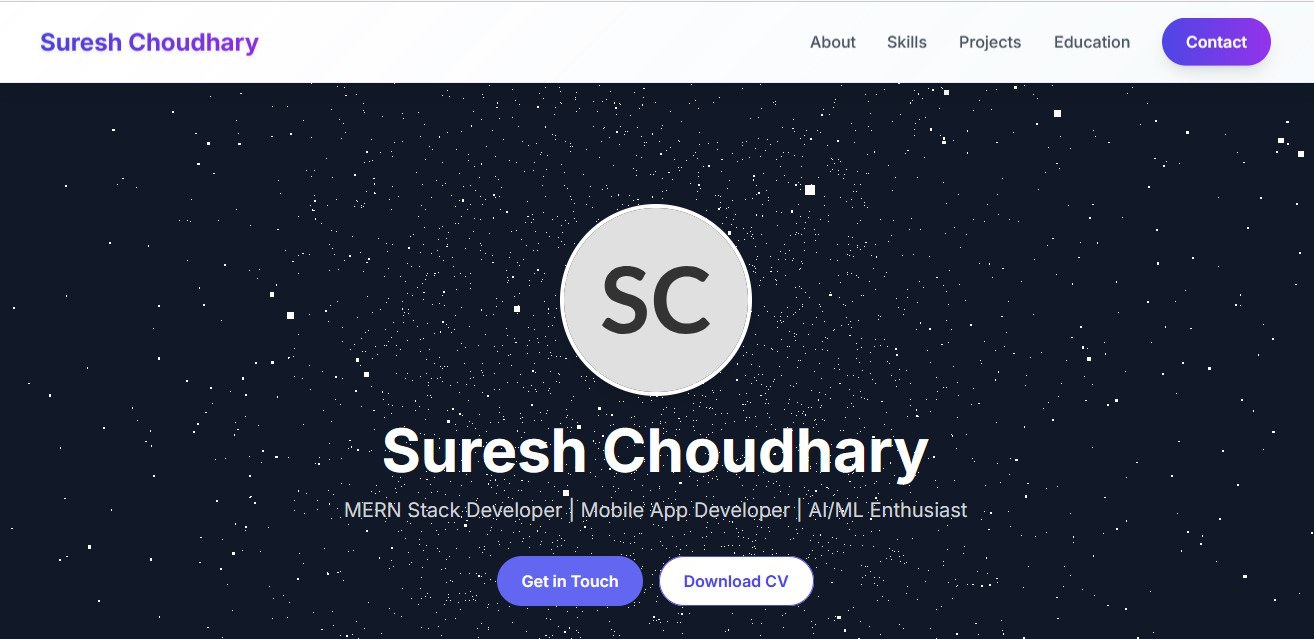 Suresh Choudhary
About Skills Projects Education Contact
SC
Suresh Choudhary
MERN Stack Developer | Mobile App Developer | AI/ML Enthusiast
Get in Touch Download CV